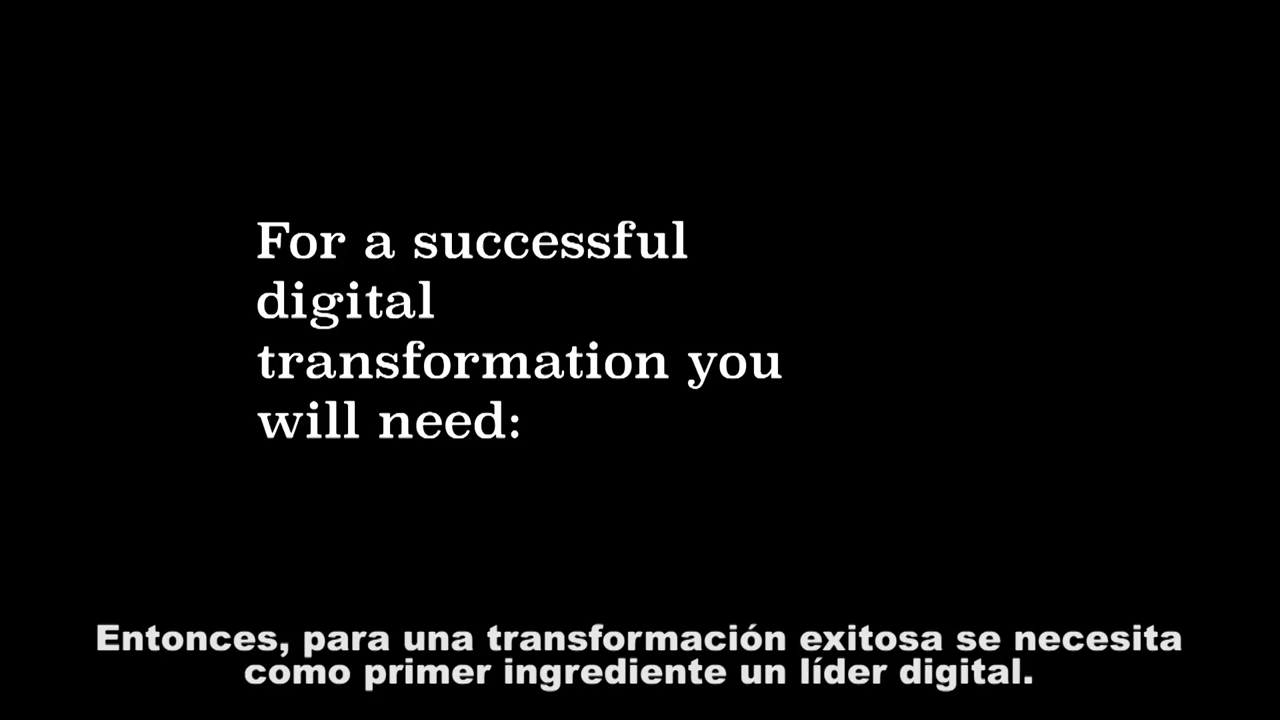 For a successful
digital
transformation you
will need:
Entonces, para una transformación exitosa se necesita
como primer ingrediente un líder digital.